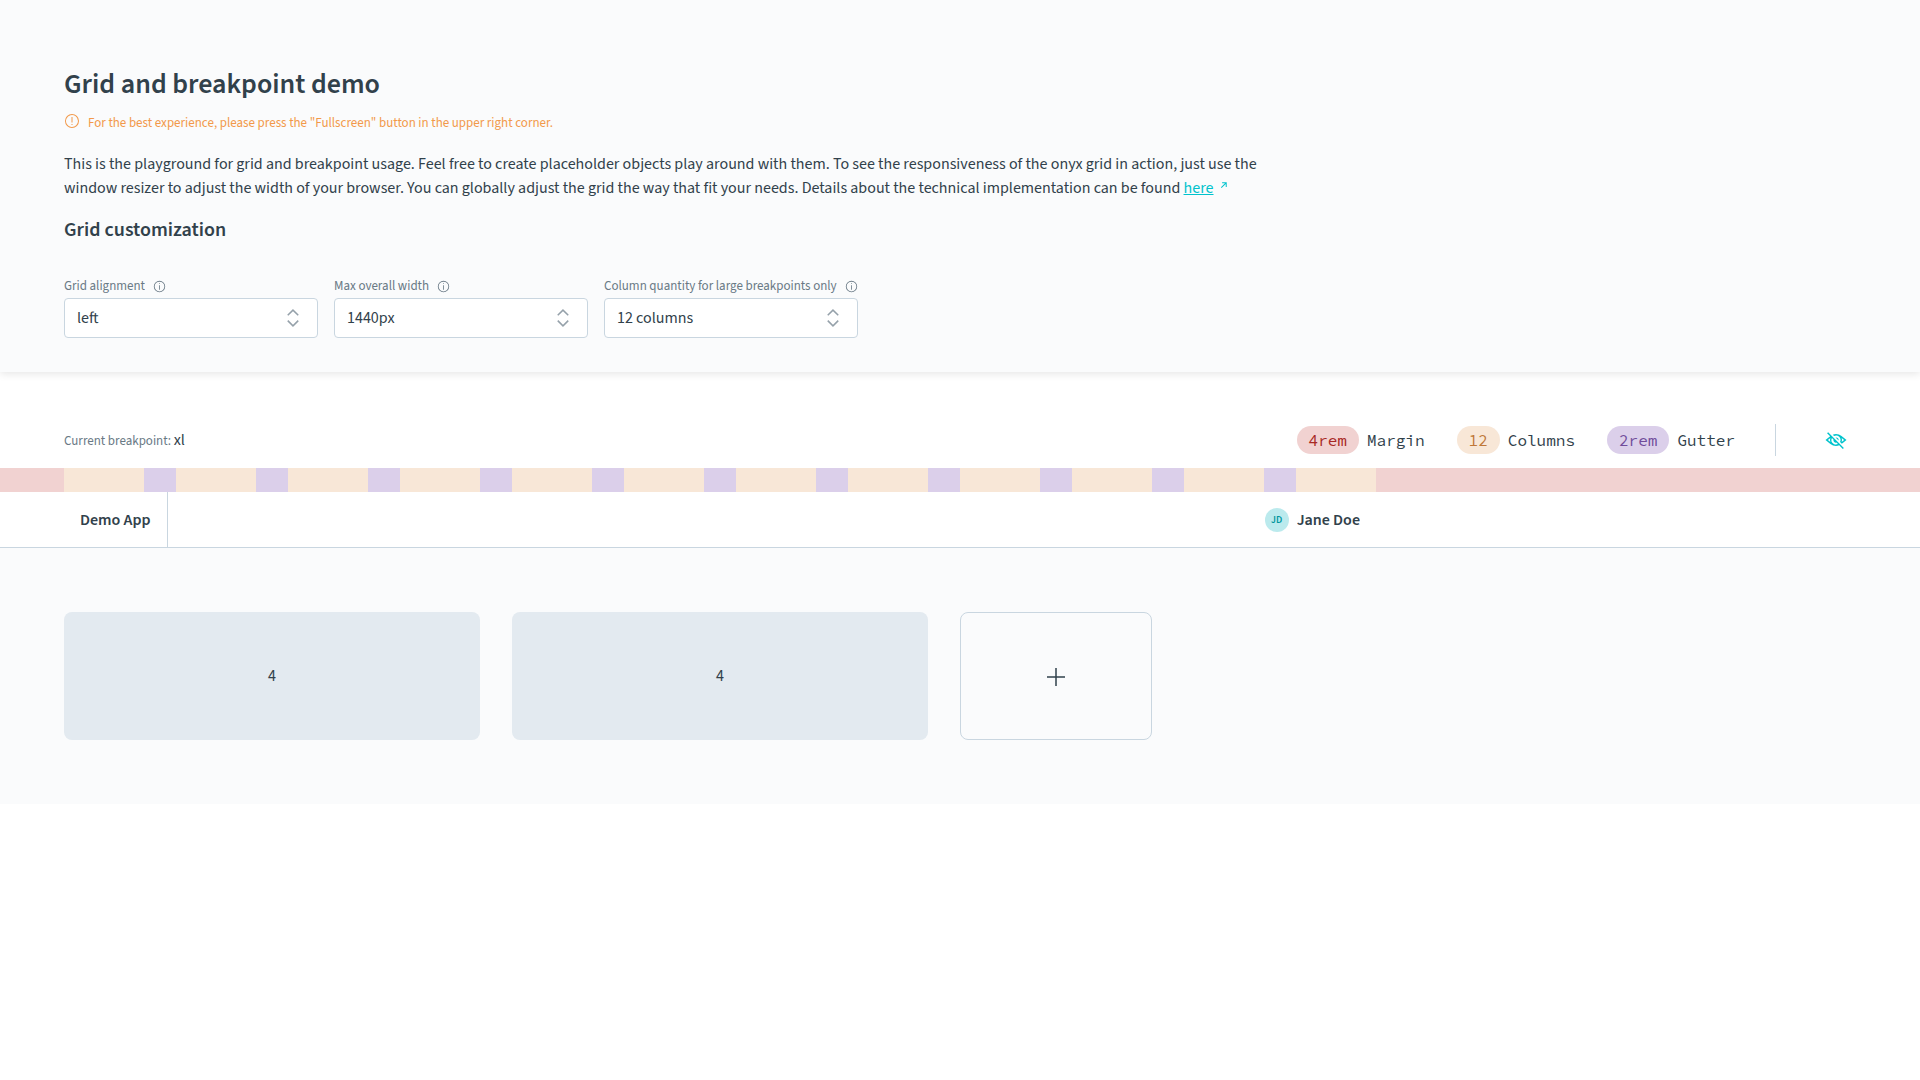 Grid and breakpoint demo
For the best experience, please press the "Fullscreen" button in the upper right corner.
This is the playground for grid and breakpoint usage. Feel free to create placeholder objects play around with them. To see the responsiveness of the onyx grid in action, just use the
window resizer to adjust the width of your browser. You can globally adjust the grid the way that fit your needs. Details about the technical implementation can be found here
Grid customization
Grid alignment Max overall width Column quantity for large breakpoints only
left 1440px 12 columns
Current breakpoint: xl 4rem Margin 12 Columns 2rem Gutter
Demo App JD Jane Doe
4 4